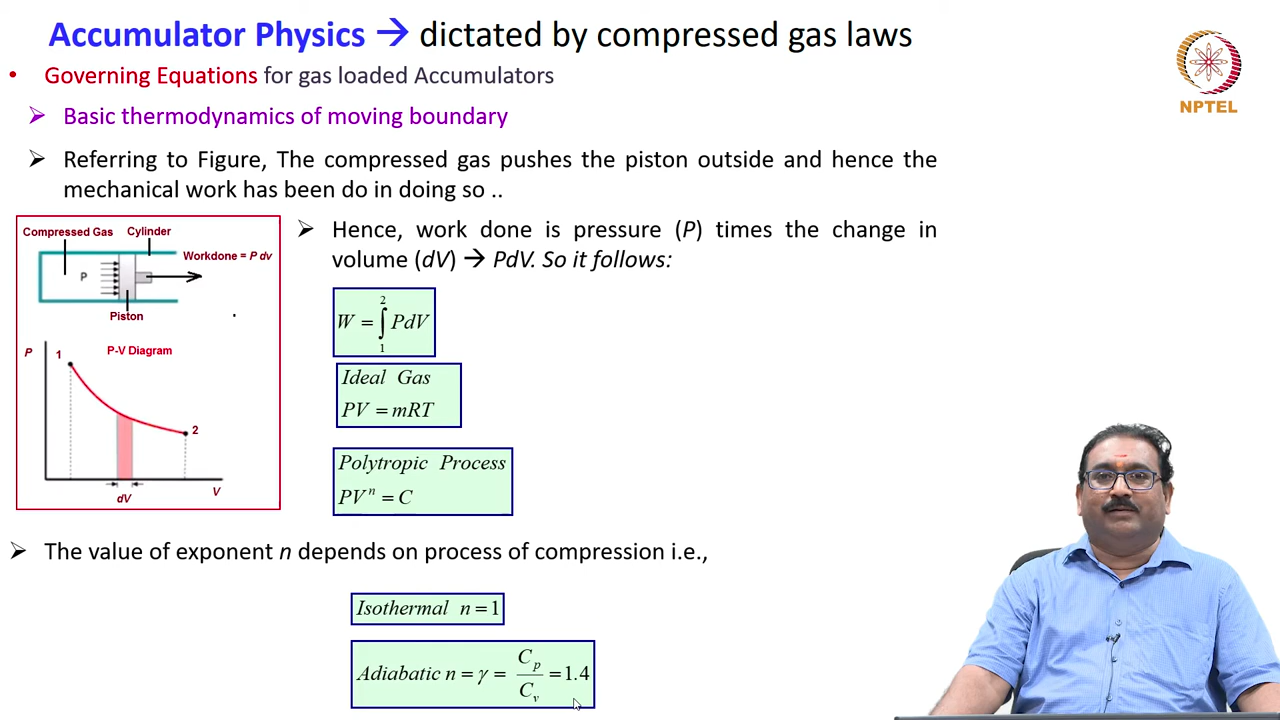 Accumulator Physics → dictated by compressed gas laws
NPTEL
• Governing Equations for gas loaded Accumulators
➢ Basic thermodynamics of moving boundary
➢ Referring to Figure, The compressed gas pushes the piston outside and hence the
mechanical work has been do in doing so ..
Compressed Gas
Cylinder
Workdone = P dv
P
Piston
P-V Diagram
P
1
2
dV
V
➢ Hence, work done is pressure (P) times the change in
volume (dV) → PdV. So it follows:
W = ∫₁² PdV
Ideal Gas
PV = mRT
Polytropic Process
PVⁿ = C
➢ The value of exponent n depends on process of compression i.e.,
Isothermal n = 1
Adiabatic n = γ = Cₚ / Cᵥ = 1.4